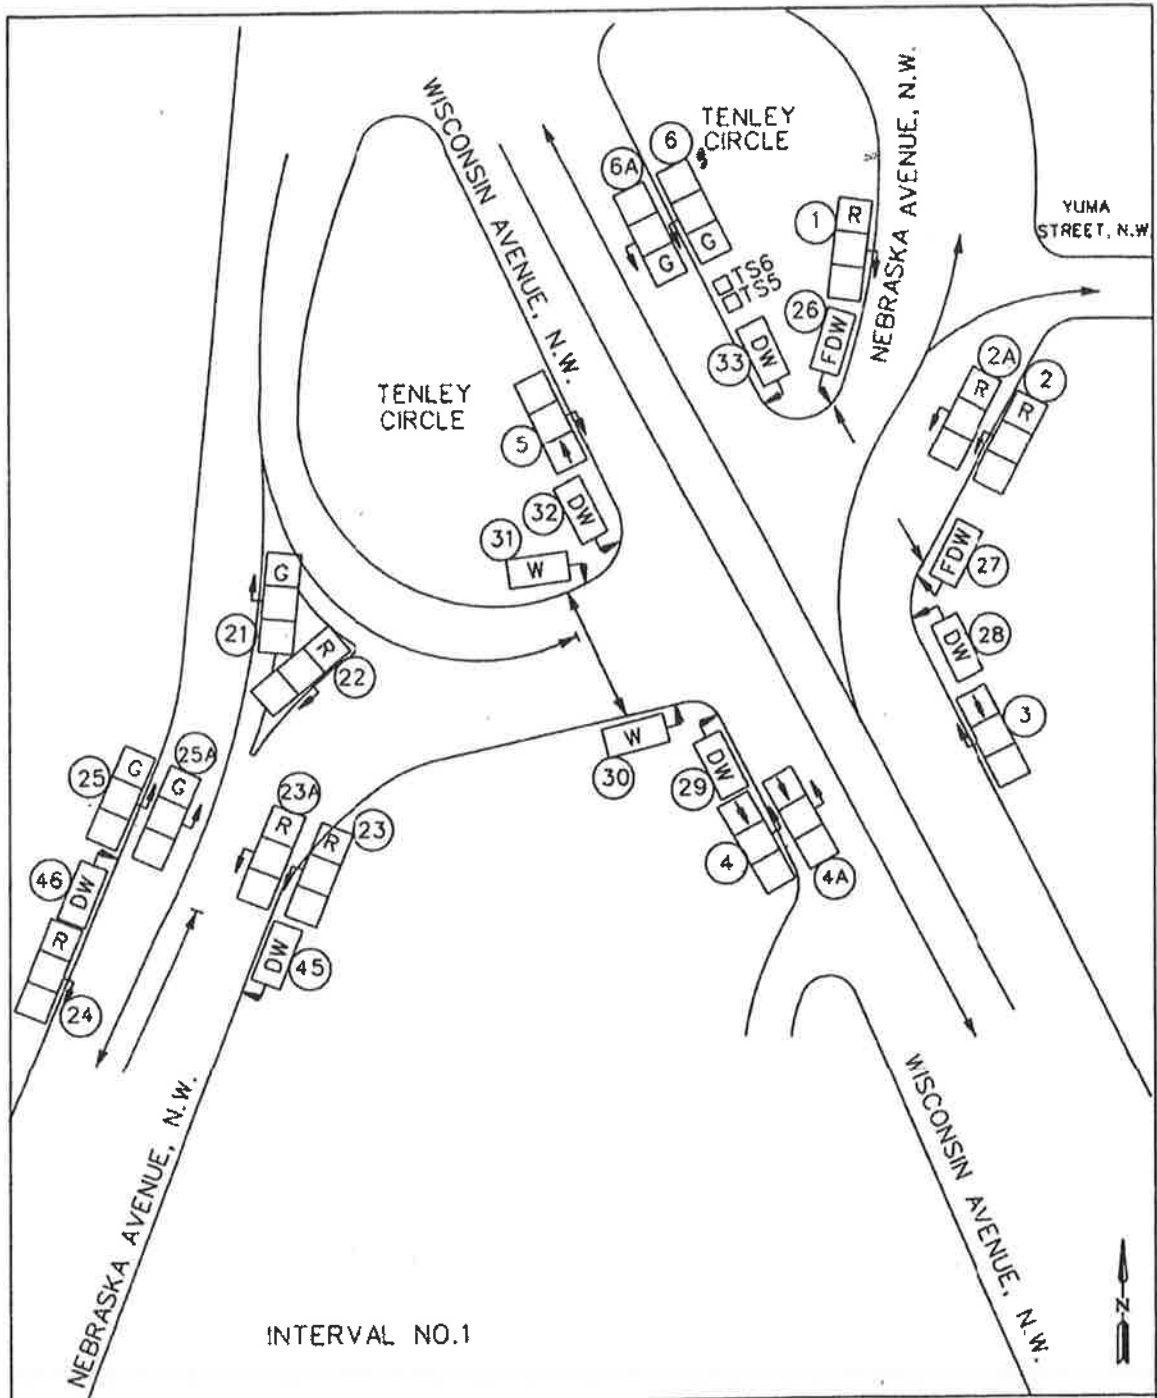 WISCONSIN AVENUE, N.W.
TENLEY
CIRCLE
NEBRASKA AVENUE, N.W.
YUMA
STREET, N.W.
6
6A
G
G
1
R
TS6
TS5
26
FDW
33
DW
2A
R
2
R
TENLEY
CIRCLE
5
32
DW
31
W
27
FDW
28
DW
3
G
21
R
22
W
30
DW
29
4
4A
25
G
25A
G
23A
R
23
R
46
DW
R
24
DW
45
NEBRASKA AVENUE, N.W.
WISCONSIN AVENUE, N.W.
INTERVAL NO.1
N